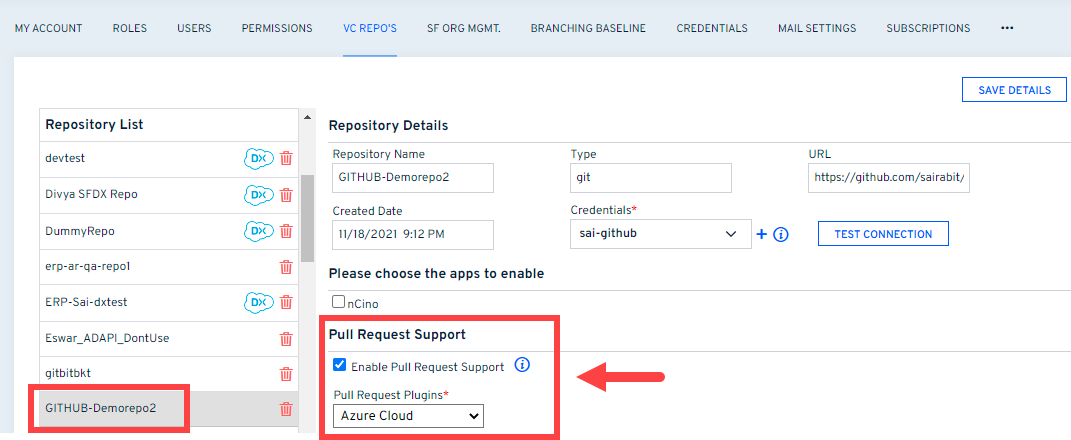 MY ACCOUNT ROLES USERS PERMISSIONS VC REPO'S SF ORG MGMT. BRANCHING BASELINE CREDENTIALS MAIL SETTINGS SUBSCRIPTIONS •••
SAVE DETAILS
Repository List
devtest DX
Divya SFDX Repo DX
DummyRepo DX
erp-ar-qa-repo1
ERP-Sai-dxtest DX
Eswar_ADAPI_DontUse
gitbitbkt
GITHUB-Demorepo2
Repository Details
Repository Name Type URL
GITHUB-Demorepo2 git https://github.com/sairabit/
Created Date Credentials*
11/18/2021 9:12 PM sai-github + i TEST CONNECTION
Please choose the apps to enable
nCino
Pull Request Support
Enable Pull Request Support i
Pull Request Plugins*
Azure Cloud